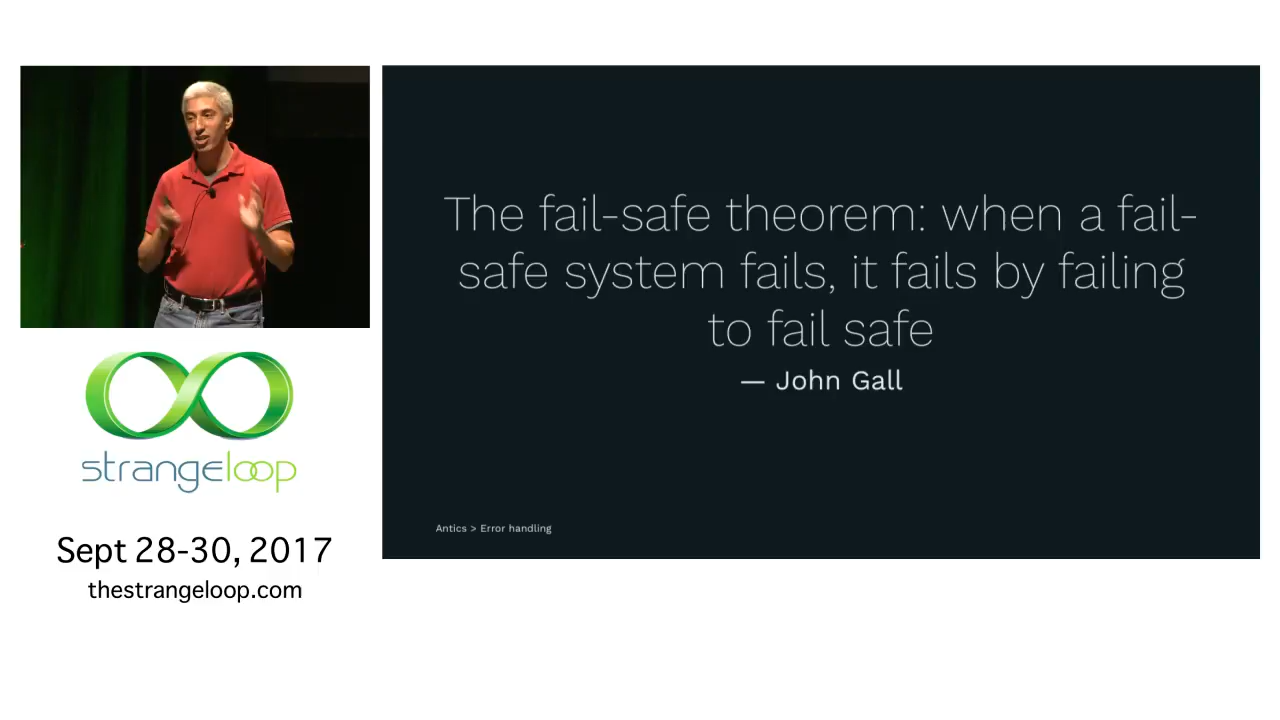 The fail-safe theorem: when a fail-
safe system fails, it fails by failing
to fail safe
— John Gall
Antics > Error handling
strangeloop
Sept 28-30, 2017
thestrangeloop.com